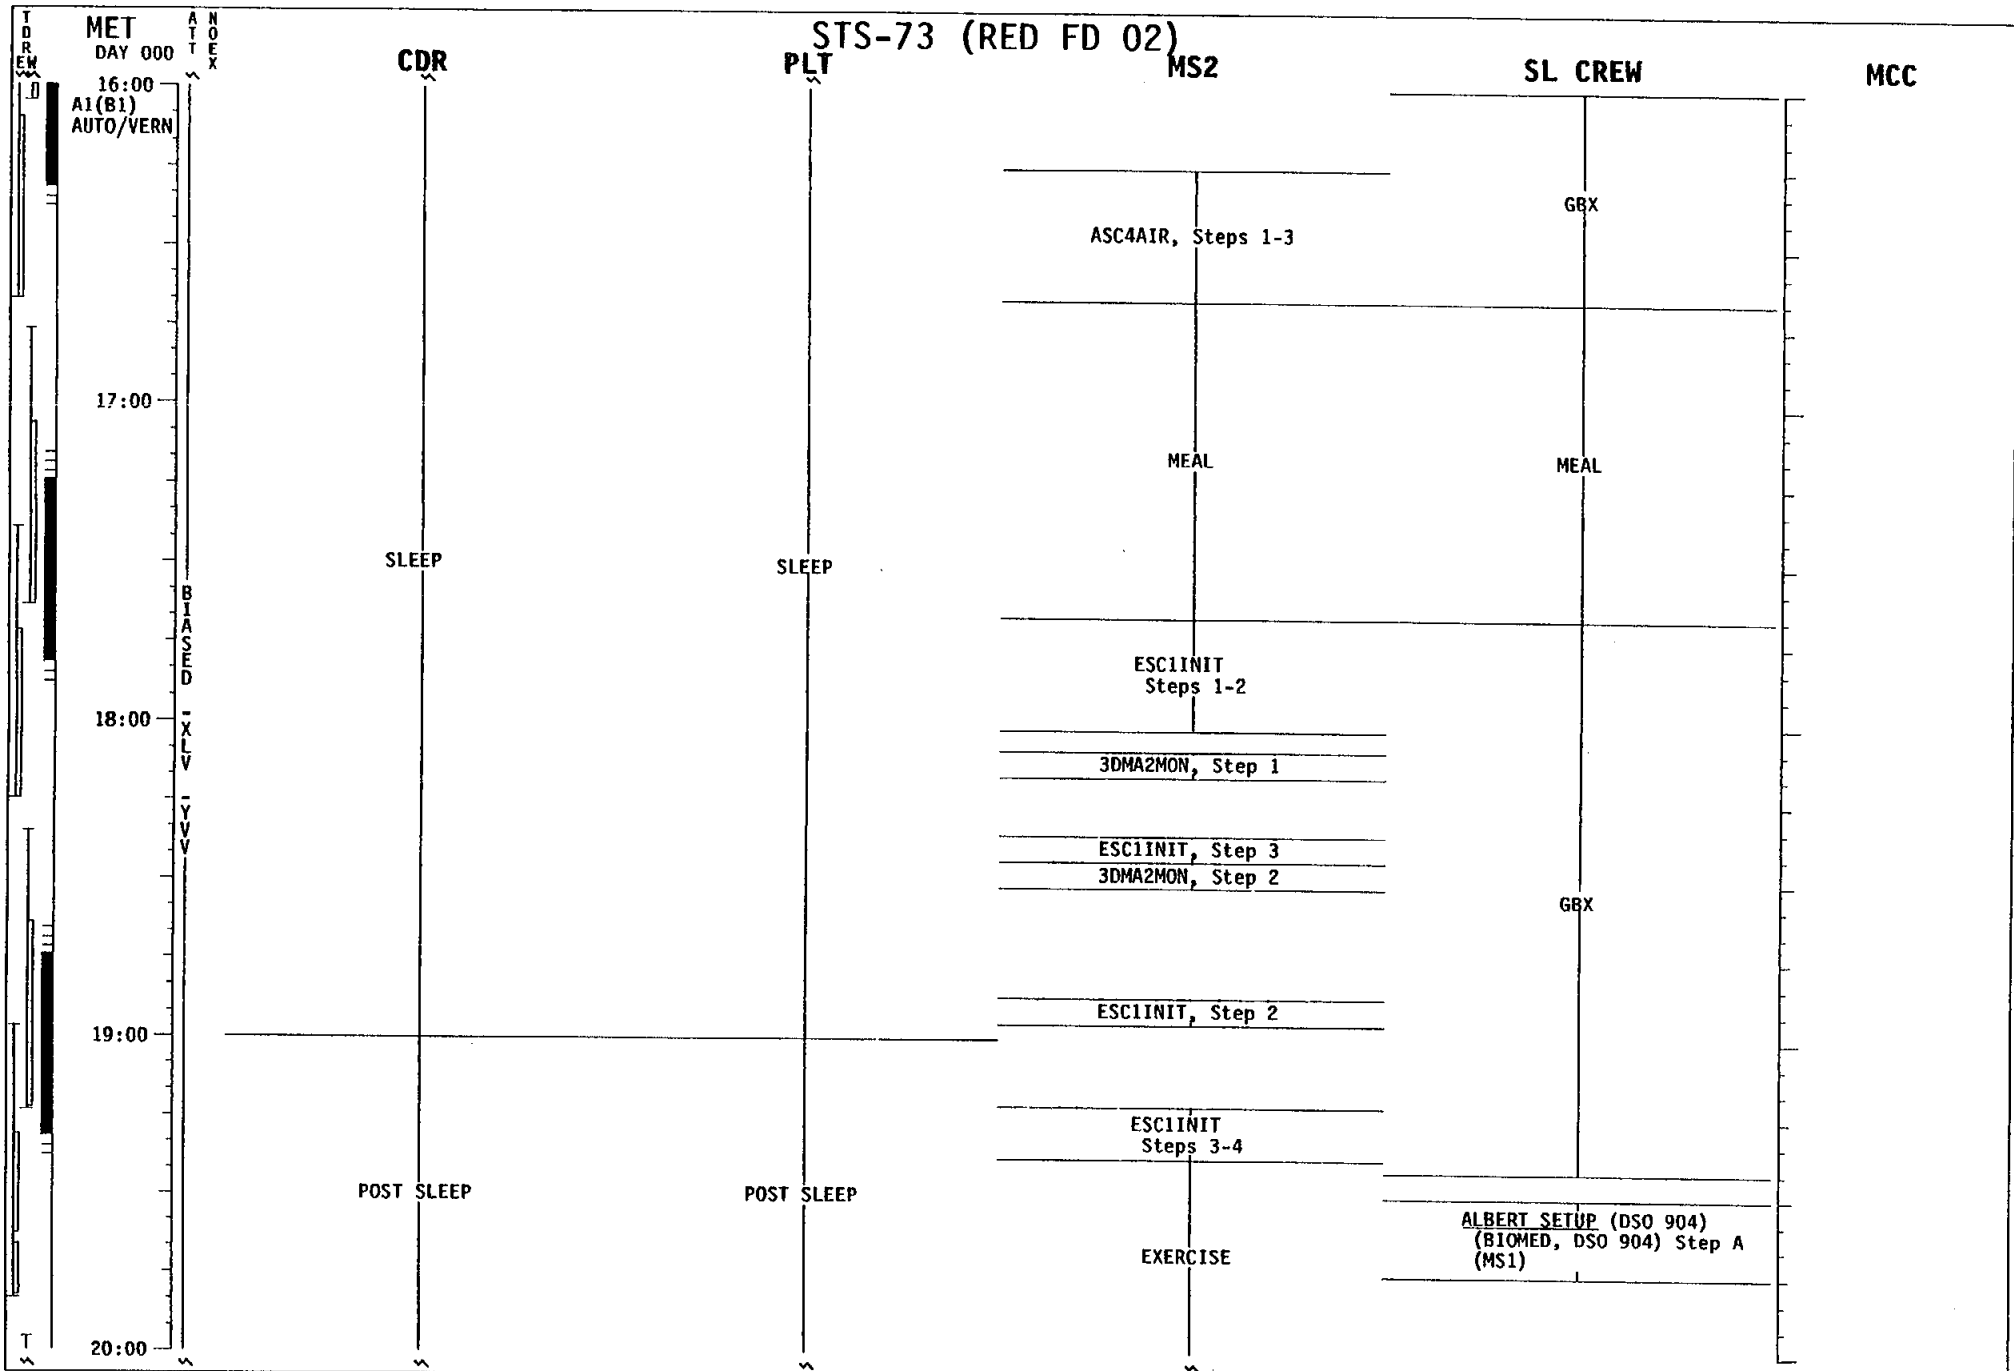 STS-73 (RED FD 02)
TDRE W
MET
DAY 000
ATT
NOEX
CDR
PLT
MS2
SL CREW
MCC
16:00
A1(B1)
AUTO/VERN
GBX
ASC4AIR, Steps 1-3
17:00
MEAL
MEAL
SLEEP
SLEEP
BIASED -XLV -YVV
ESC1INIT
Steps 1-2
18:00
3DMA2MON, Step 1
ESC1INIT, Step 3
3DMA2MON, Step 2
GBX
ESC1INIT, Step 2
19:00
ESC1INIT
Steps 3-4
POST SLEEP
POST SLEEP
ALBERT SETUP (DSO 904)
(BIOMED, DSO 904) Step A
(MS1)
EXERCISE
20:00